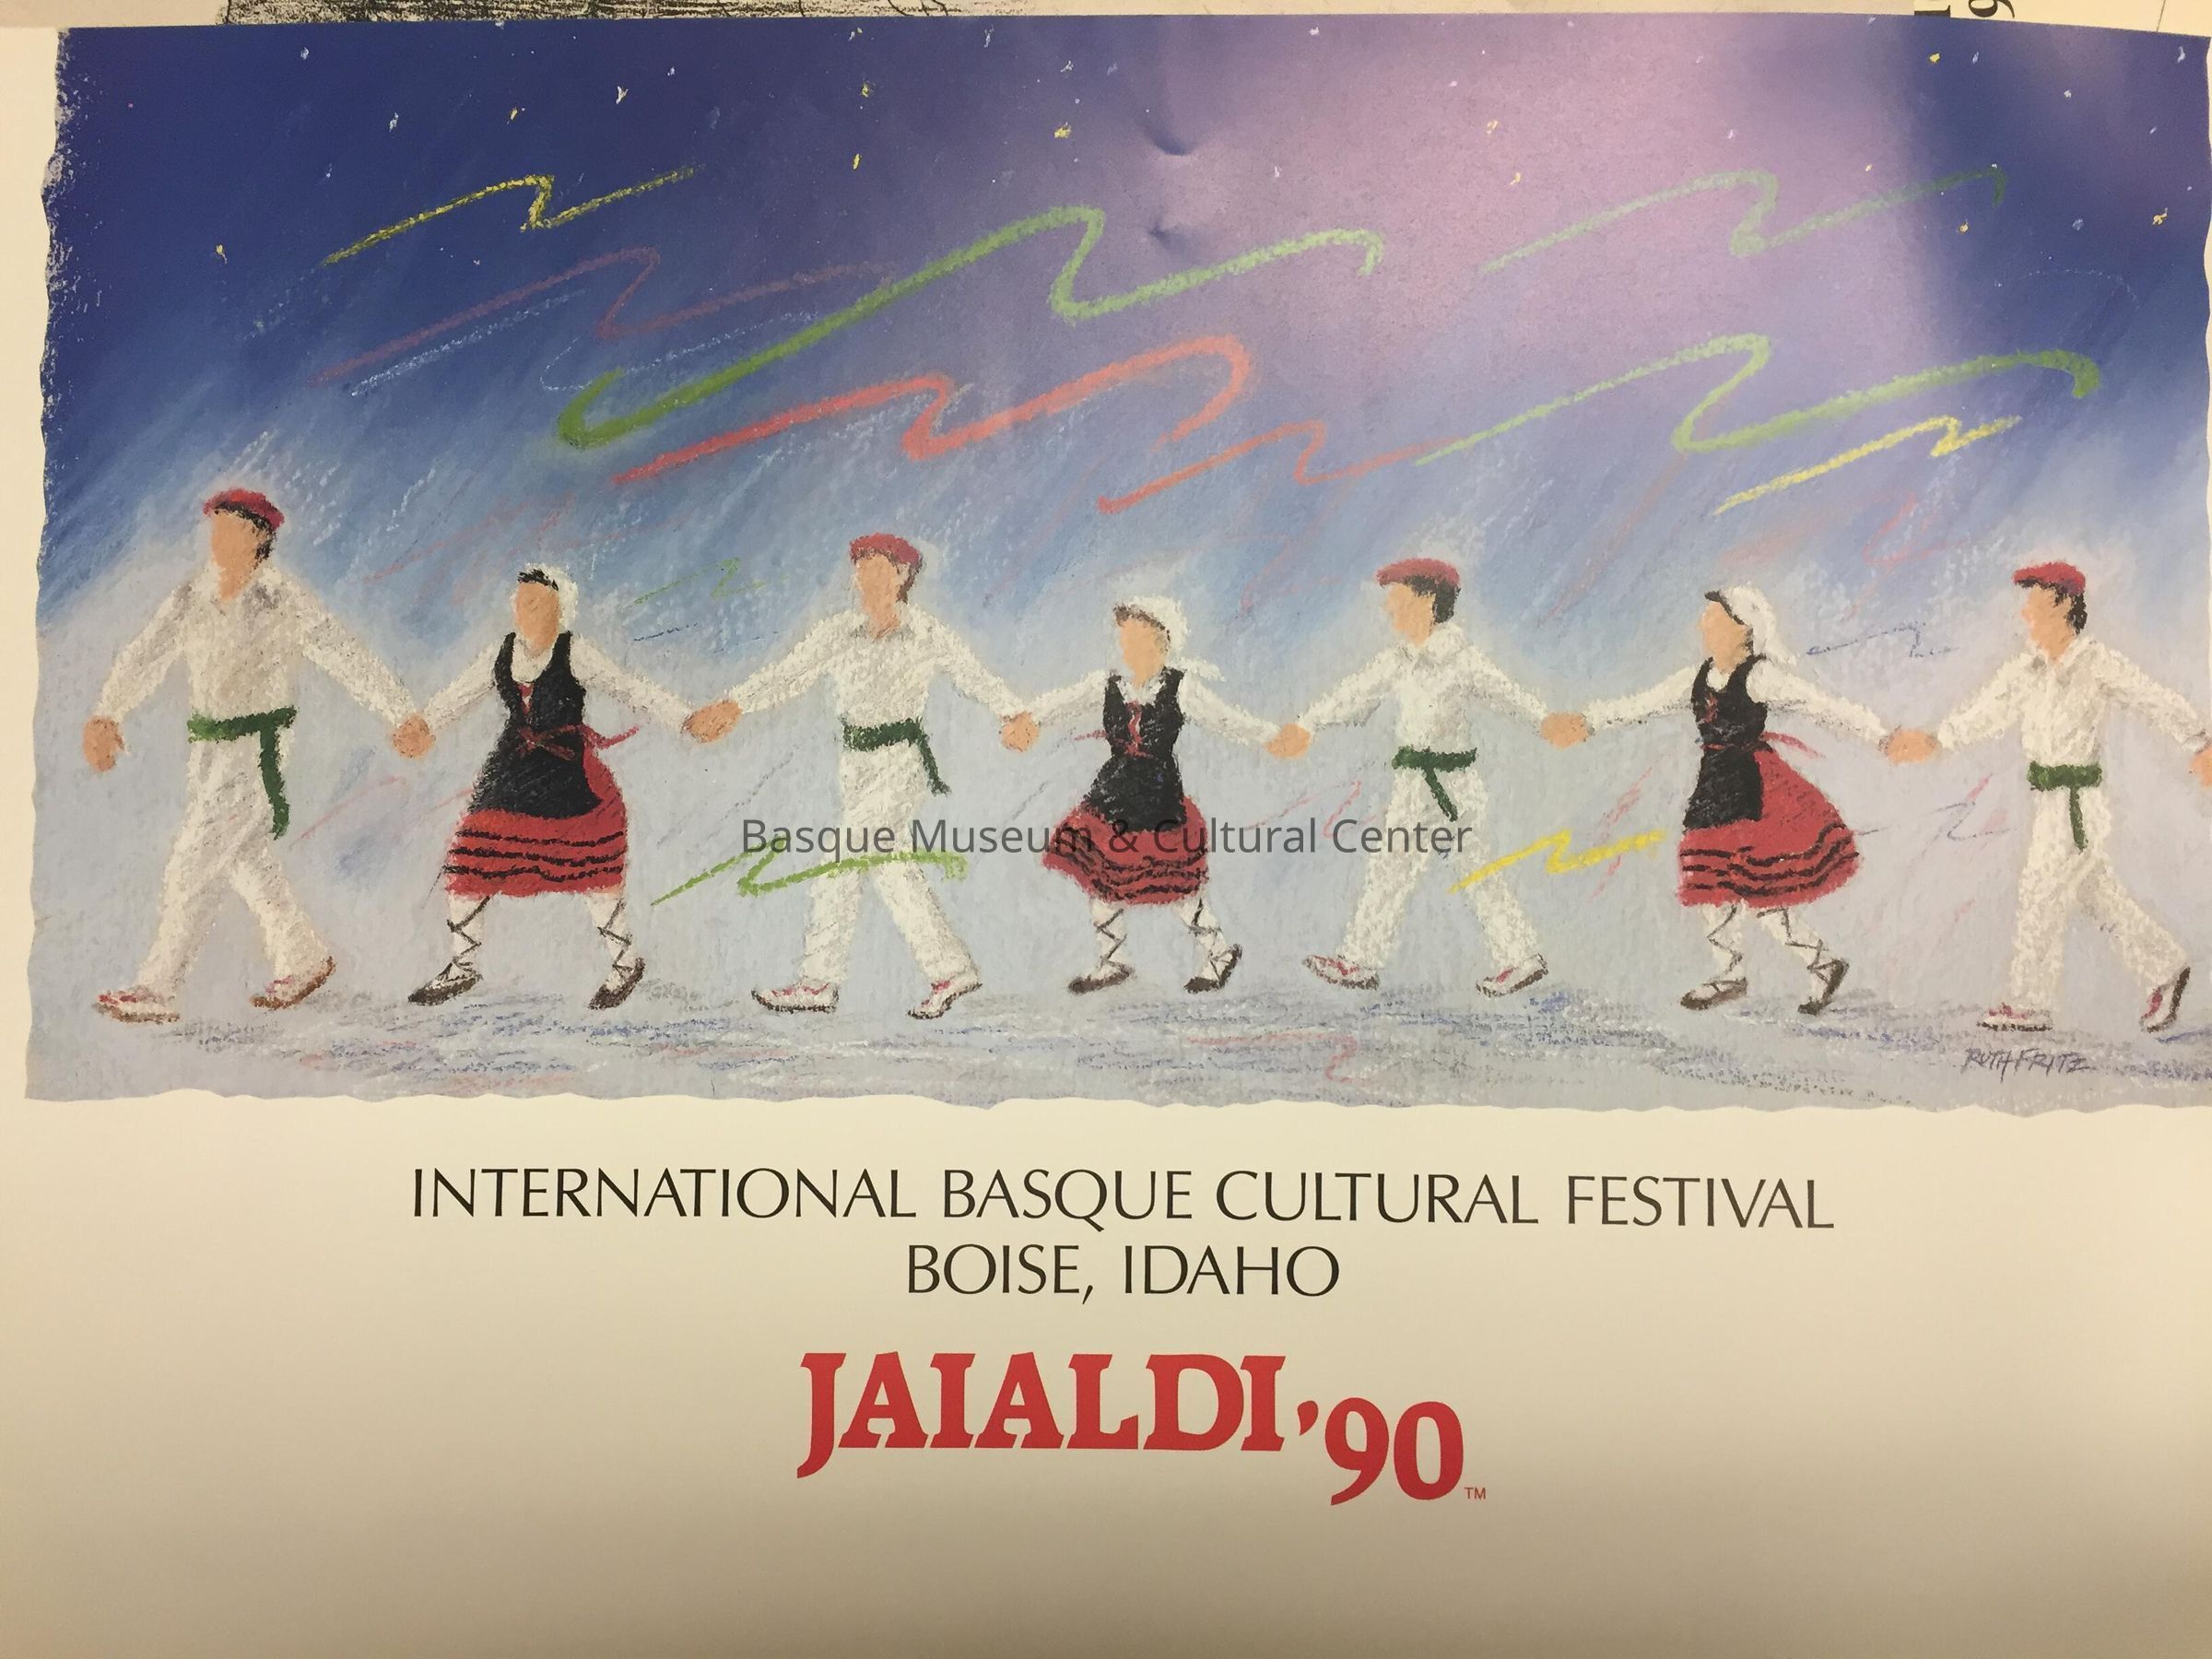 Basque Museum & Cultural Center
RUTH FRITZ
INTERNATIONAL BASQUE CULTURAL FESTIVAL
BOISE, IDAHO
JAIALDI '90
TM